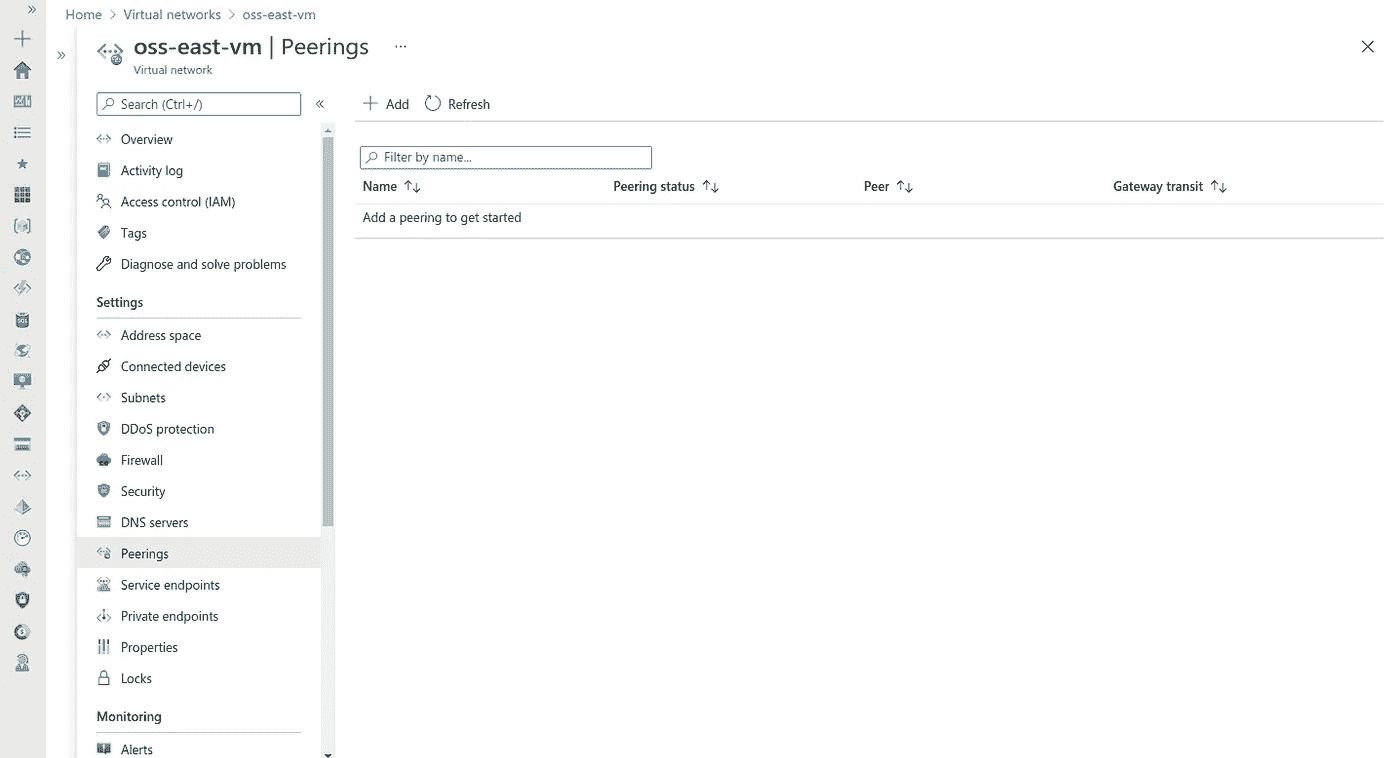 Home > Virtual networks > oss-east-vm
oss-east-vm | Peerings ...
Virtual network
Search (Ctrl+/)
Overview
Activity log
Access control (IAM)
Tags
Diagnose and solve problems
Settings
Address space
Connected devices
Subnets
DDoS protection
Firewall
Security
DNS servers
Peerings
Service endpoints
Private endpoints
Properties
Locks
Monitoring
Alerts
Add Refresh
Filter by name...
Name Peering status Peer Gateway transit
Add a peering to get started